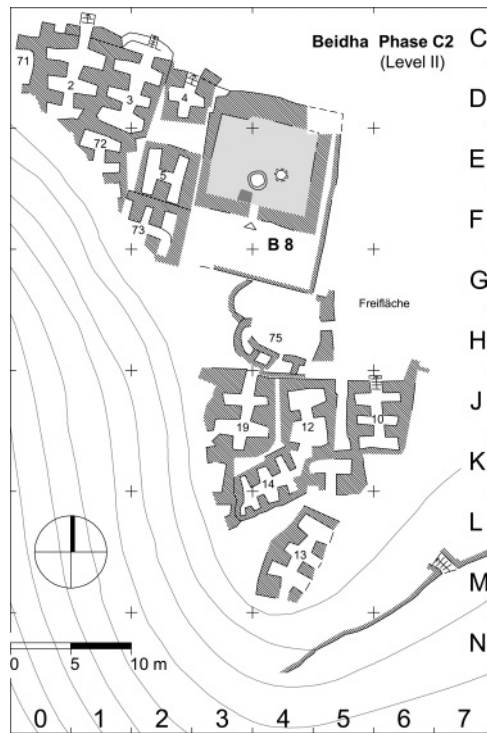 Beidha Phase C2
(Level II)
C
D
E
F
G
H
J
K
L
M
N
71
2
3
4
72
5
73
B 8
Freifläche
75
19
12
10
14
13
0 5 10 m
0 1 2 3 4 5 6 7